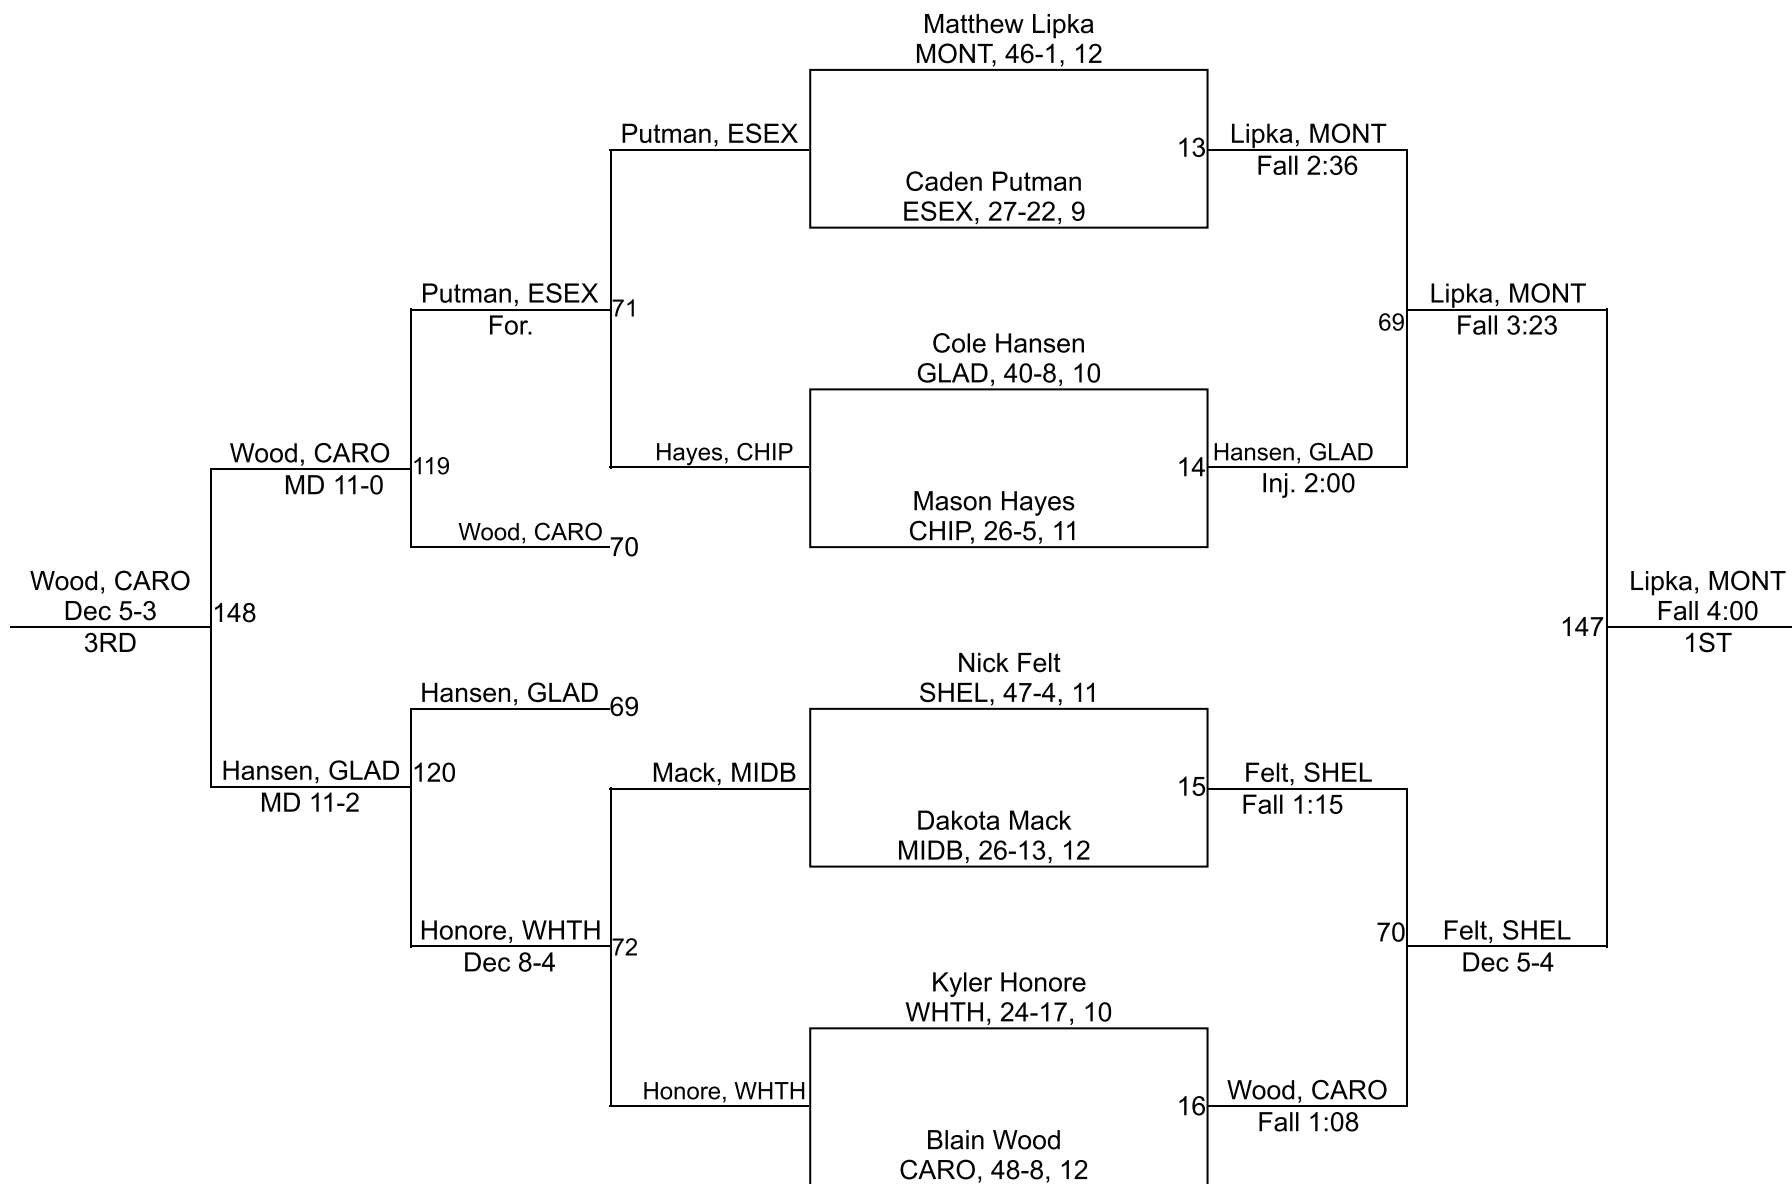 Matthew Lipka
MONT, 46-1, 12
Putman, ESEX
13
Lipka, MONT
Fall 2:36
Caden Putman
ESEX, 27-22, 9
Putman, ESEX
For.
71
Lipka, MONT
Fall 3:23
69
Cole Hansen
GLAD, 40-8, 10
Wood, CARO
MD 11-0
119
Hayes, CHIP
14
Hansen, GLAD
Inj. 2:00
Mason Hayes
CHIP, 26-5, 11
Wood, CARO
70
Wood, CARO
Dec 5-3
3RD
148
147
Lipka, MONT
Fall 4:00
1ST
Nick Felt
SHEL, 47-4, 11
Hansen, GLAD
69
Hansen, GLAD
MD 11-2
120
Mack, MIDB
15
Felt, SHEL
Fall 1:15
Dakota Mack
MIDB, 26-13, 12
Honore, WHTH
Dec 8-4
72
70
Felt, SHEL
Dec 5-4
Kyler Honore
WHTH, 24-17, 10
Honore, WHTH
16
Wood, CARO
Fall 1:08
Blain Wood
CARO, 48-8, 12